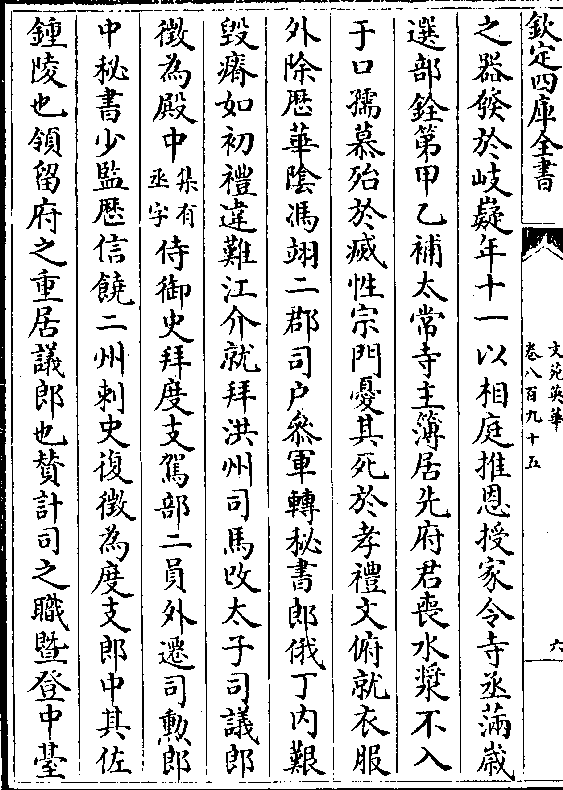 欽定四庫全書
文苑英華
卷八百九十五
六
之器發於岐嶷年十一以相庭推恩授家令寺丞滿歳
選部銓第甲乙補太常寺主簿居先府君喪水漿不入
于口孺慕殆於滅性宗門憂其死於孝禮文俯就衣服
外除歴華隂馮翊二郡司户叅軍轉秘書郎俄丁内艱
毀瘠如初禮違難江介就拜洪州司馬改太子司議郎
徵為殿中集有丞字侍御史拜度支駕部二員外遷司勲郎
中秘書少監歴信饒二州刺史復徵為度支郎中其佐
鍾陵也領留府之重居議郎也賛計司之職暨登中臺